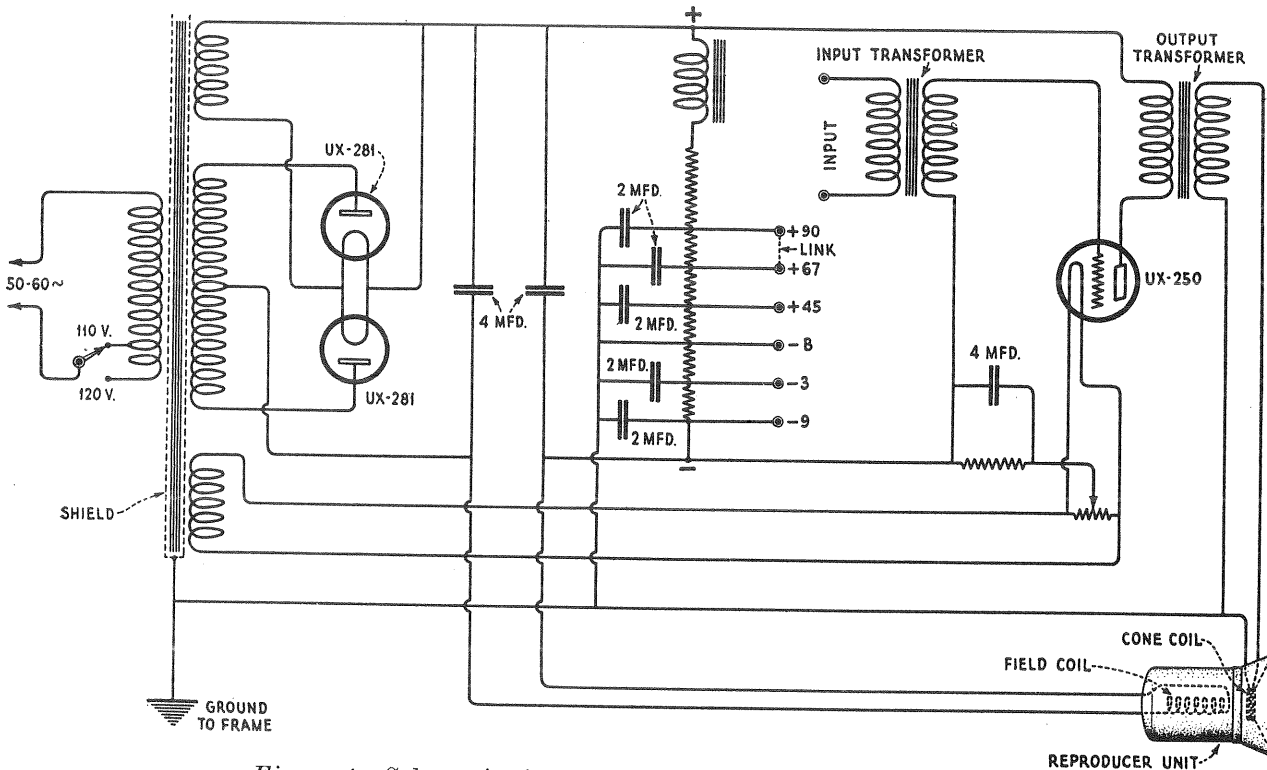 +
INPUT TRANSFORMER
OUTPUT
TRANSFORMER
UX-281
INPUT
2 MFD.
+90
LINK
+67
50-60~
UX-250
+45
4 MFD.
2 MFD.
110 V.
- B
4 MFD.
2 MFD.
-3
120 V.
UX-281
-9
2 MFD.
−
SHIELD
CONE COIL
FIELD COIL
GROUND
TO FRAME
REPRODUCER UNIT